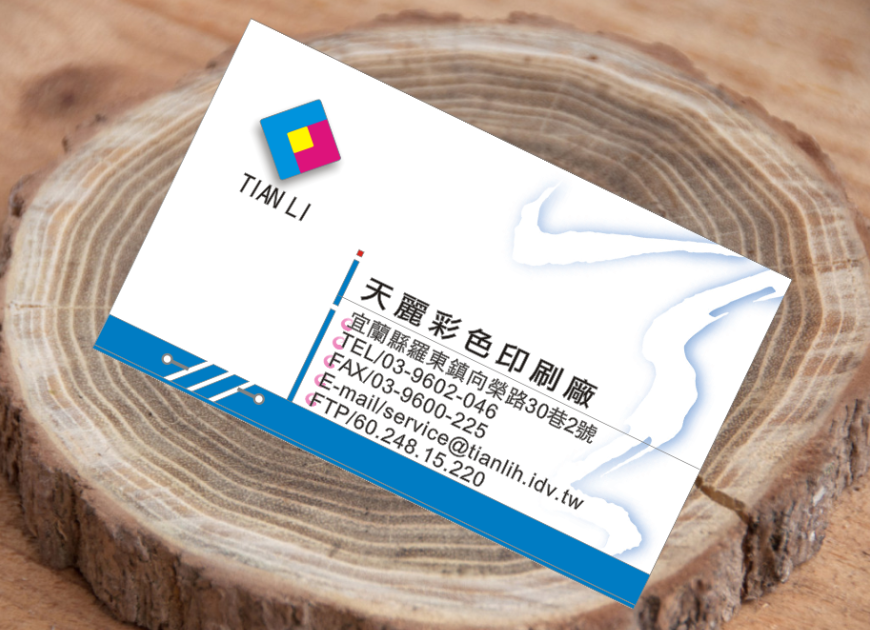 TIAN LI
天麗彩色印刷廠
宜蘭縣羅東鎮向榮路30巷2號
TEL/03-9602-046
FAX/03-9600-225
E-mail/service@tianlih.idv.tw
FTP/60.248.15.220